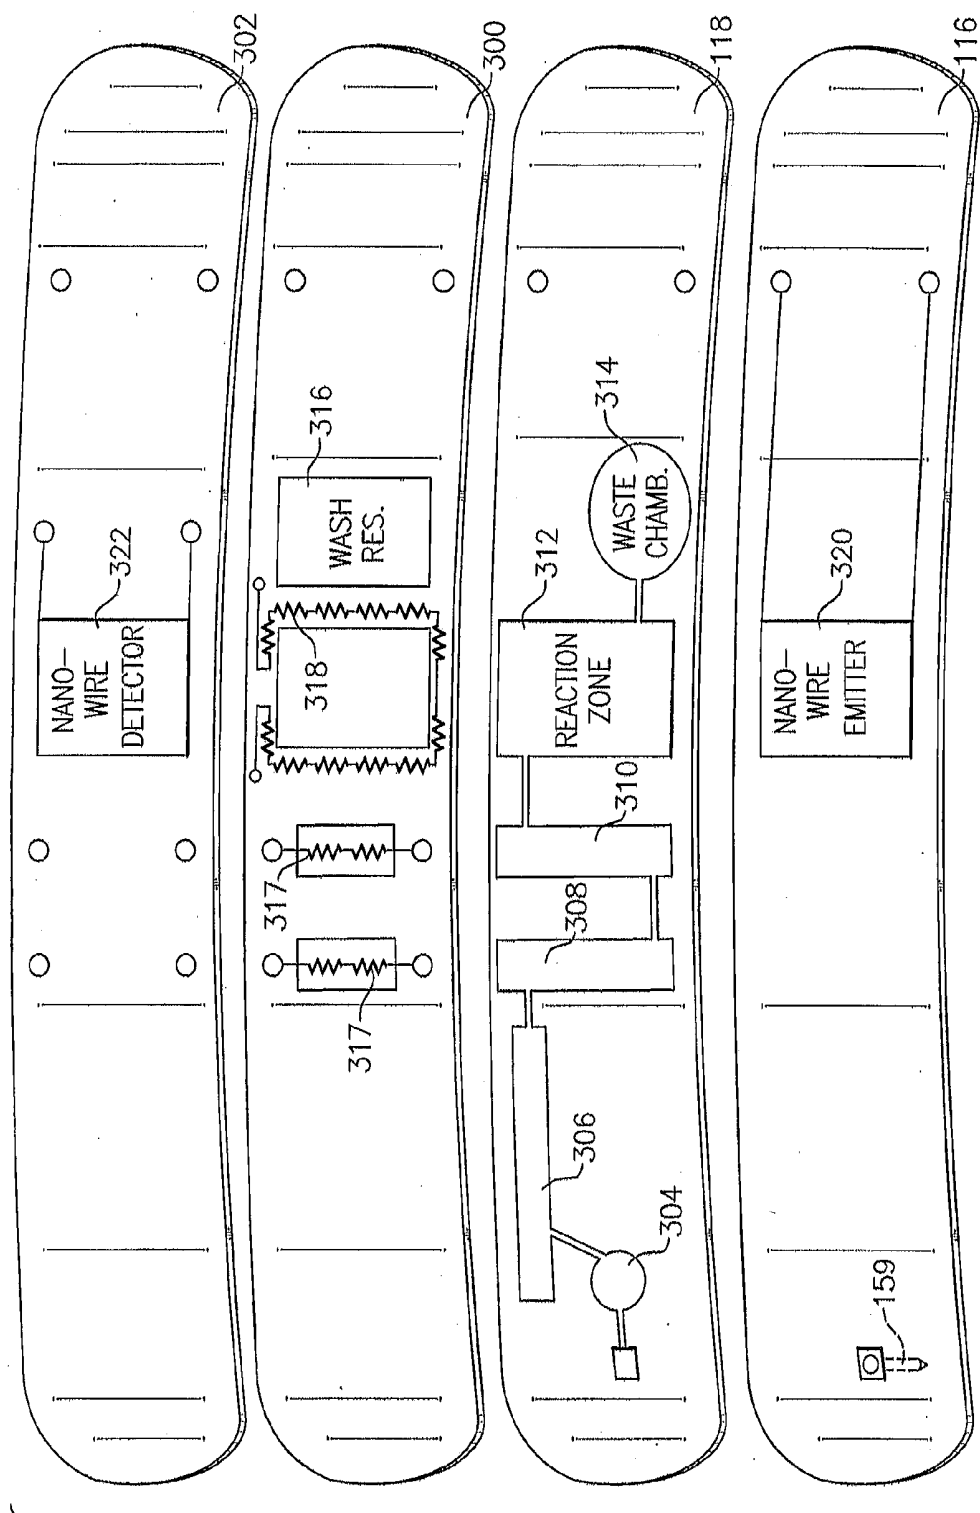 302
NANO-
WIRE
DETECTOR
322
300
WASH
RES.
316
318
317
317
118
WASTE
CHAMB.
314
REACTION
ZONE
312
310
308
306
304
116
NANO-
WIRE
EMITTER
320
159